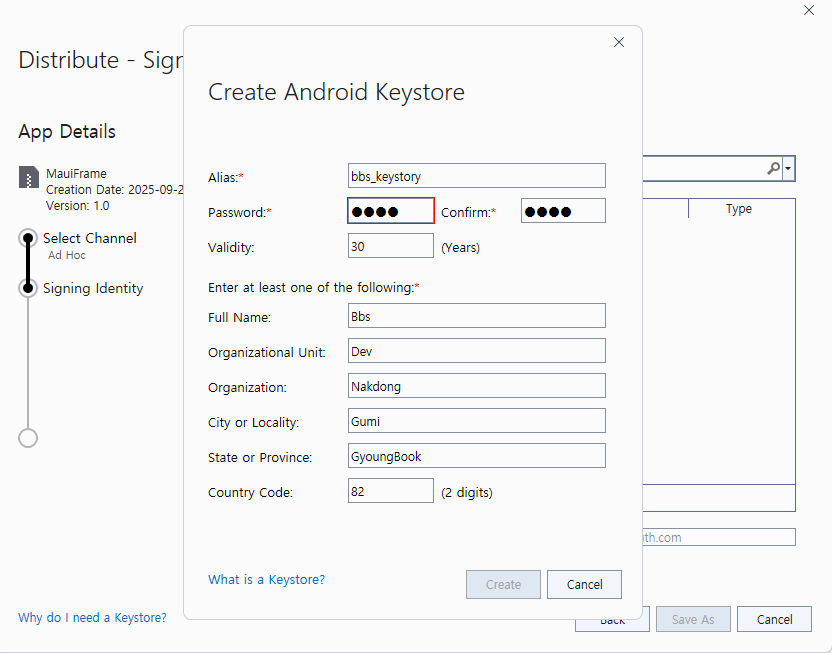 Distribute - Sign
App Details
MauiFrame
Creation Date: 2025-09-2
Version: 1.0
Select Channel
Ad Hoc
Signing Identity
Why do I need a Keystore?
Create Android Keystore
Alias:*
bbs_keystory
Password:*
●●●●
Confirm:*
●●●●
Validity:
30
(Years)
Enter at least one of the following:*
Full Name:
Bbs
Organizational Unit:
Dev
Organization:
Nakdong
City or Locality:
Gumi
State or Province:
GyoungBook
Country Code:
82
(2 digits)
What is a Keystore?
Create
Cancel
Type
th.com
Back
Save As
Cancel